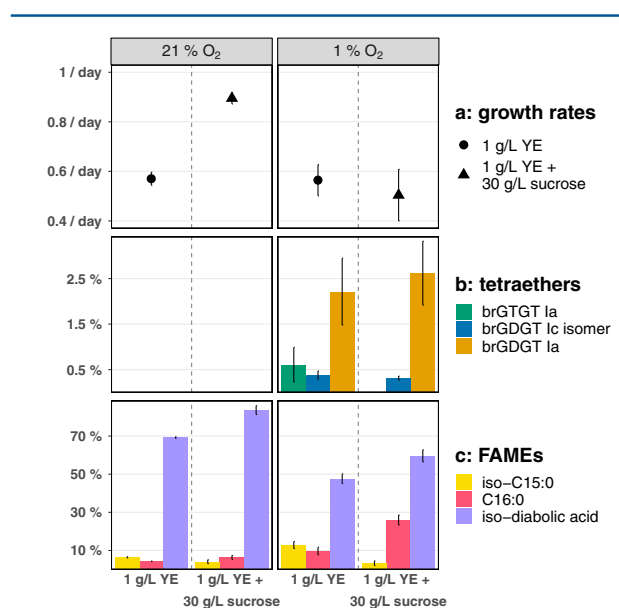 21 % O₂
1 % O₂
1 / day
0.8 / day
0.6 / day
0.4 / day
a: growth rates
1 g/L YE
1 g/L YE +
30 g/L sucrose
2.5 %
1.5 %
0.5 %
b: tetraethers
brGTGT Ia
brGDGT Ic isomer
brGDGT Ia
70 %
50 %
30 %
10 %
c: FAMEs
iso−C15:0
C16:0
iso−diabolic acid
1 g/L YE
1 g/L YE +
30 g/L sucrose
1 g/L YE
1 g/L YE +
30 g/L sucrose